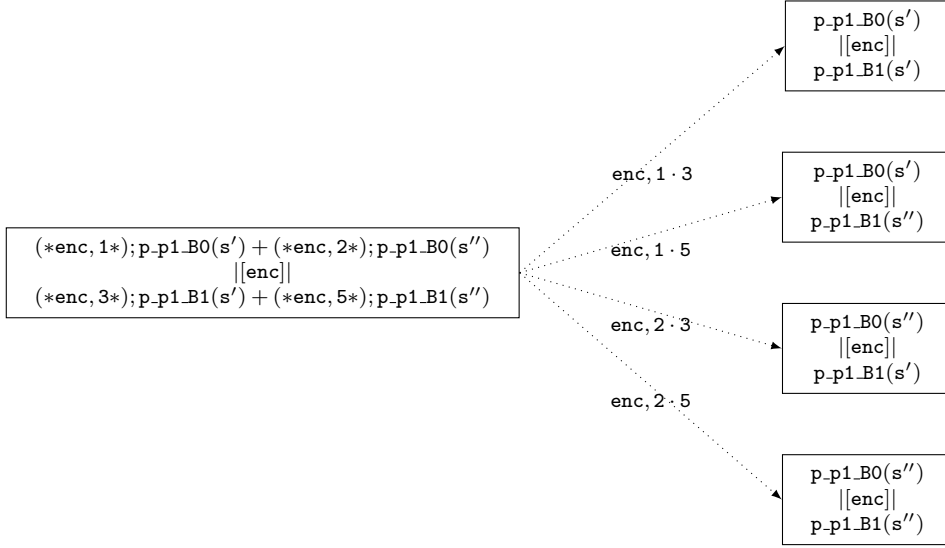 p_p1_B0(s′)
|[enc]|
p_p1_B1(s′)
enc, 1 · 3
p_p1_B0(s′)
|[enc]|
p_p1_B1(s′′)
enc, 1 · 5
(∗enc, 1∗); p_p1_B0(s′) + (∗enc, 2∗); p_p1_B0(s′′)
|[enc]|
(∗enc, 3∗); p_p1_B1(s′) + (∗enc, 5∗); p_p1_B1(s′′)
enc, 2 · 3
p_p1_B0(s′′)
|[enc]|
p_p1_B1(s′)
enc, 2 · 5
p_p1_B0(s′′)
|[enc]|
p_p1_B1(s′′)